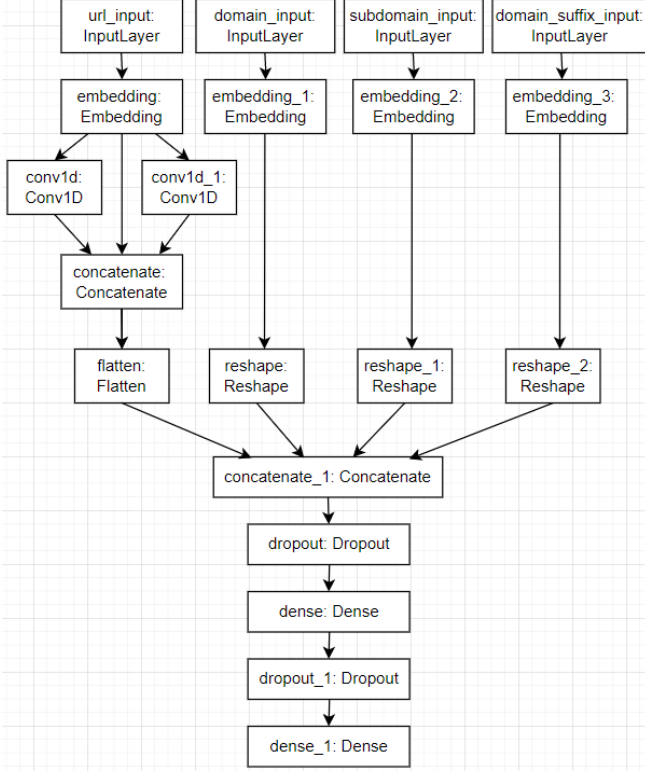 url_input:
InputLayer
domain_input:
InputLayer
subdomain_input:
InputLayer
domain_suffix_input:
InputLayer
embedding:
Embedding
embedding_1:
Embedding
embedding_2:
Embedding
embedding_3:
Embedding
conv1d:
Conv1D
conv1d_1:
Conv1D
concatenate:
Concatenate
flatten:
Flatten
reshape:
Reshape
reshape_1:
Reshape
reshape_2:
Reshape
concatenate_1: Concatenate
dropout: Dropout
dense: Dense
dropout_1: Dropout
dense_1: Dense